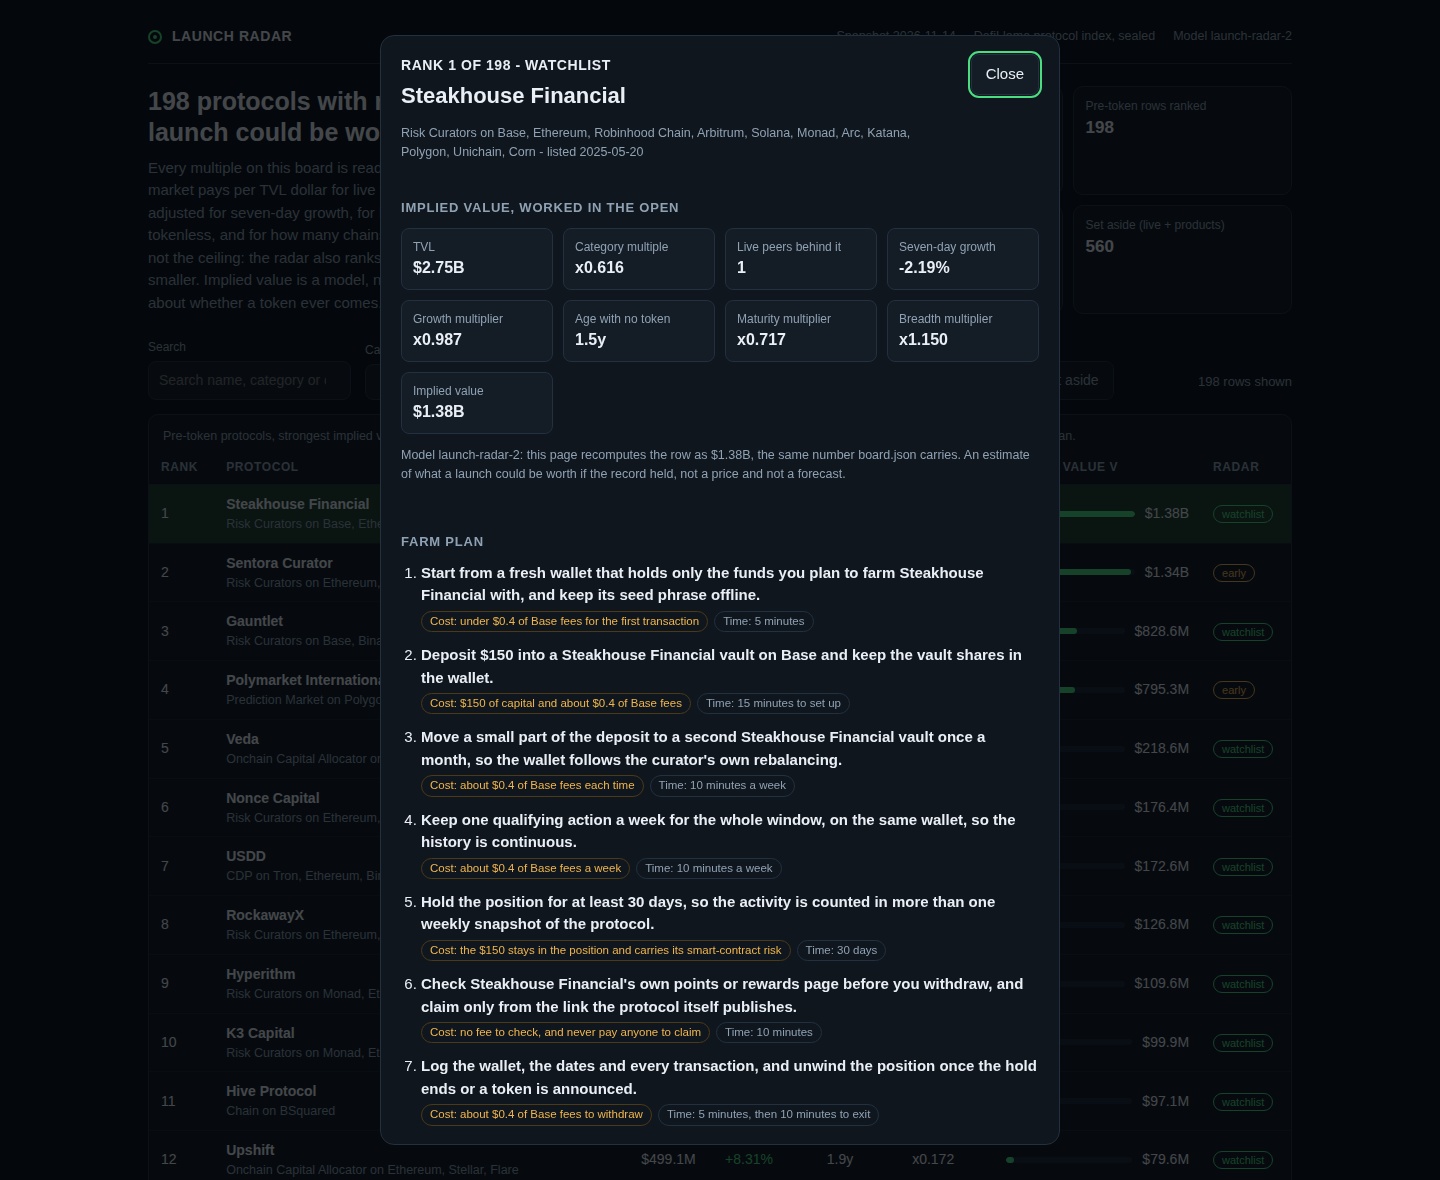 LAUNCH RADAR
Model launch-radar-2
198 protocols with
launch could be wo
Every multiple on this board is read
market pays per TVL dollar for live
adjusted for seven-day growth, for
tokenless, and for how many chain
not the ceiling: the radar also ranks
smaller. Implied value is a model,
about whether a token ever comes
Pre-token rows ranked
198
Set aside (live + products)
560
Search
Search name, category or
aside
198 rows shown
Pre-token protocols, strongest implied v
an.
RANK PROTOCOL VALUE V RADAR
1 Steakhouse Financial $1.38B watchlist
Risk Curators on Base, Ethe
2 Sentora Curator $1.34B early
Risk Curators on Ethereum,
3 Gauntlet $828.6M watchlist
Risk Curators on Base, Bina
4 Polymarket Internationa $795.3M early
Prediction Market on Polygo
5 Veda $218.6M watchlist
Onchain Capital Allocator on
6 Nonce Capital $176.4M watchlist
Risk Curators on Ethereum,
7 USDD $172.6M watchlist
CDP on Tron, Ethereum, Bin
8 RockawayX $126.8M watchlist
Risk Curators on Ethereum,
9 Hyperithm $109.6M watchlist
Risk Curators on Monad, Et
10 K3 Capital $99.9M watchlist
Risk Curators on Monad, Et
11 Hive Protocol $97.1M watchlist
Chain on BSquared
12 Upshift $499.1M +8.31% 1.9y x0.172 $79.6M watchlist
Onchain Capital Allocator on Ethereum, Stellar, Flare
RANK 1 OF 198 - WATCHLIST
Close
Steakhouse Financial
Risk Curators on Base, Ethereum, Robinhood Chain, Arbitrum, Solana, Monad, Arc, Katana,
Polygon, Unichain, Corn - listed 2025-05-20
IMPLIED VALUE, WORKED IN THE OPEN
TVL
$2.75B
Category multiple
x0.616
Live peers behind it
1
Seven-day growth
-2.19%
Growth multiplier
x0.987
Age with no token
1.5y
Maturity multiplier
x0.717
Breadth multiplier
x1.150
Implied value
$1.38B
Model launch-radar-2: this page recomputes the row as $1.38B, the same number board.json carries. An estimate
of what a launch could be worth if the record held, not a price and not a forecast.
FARM PLAN
1. Start from a fresh wallet that holds only the funds you plan to farm Steakhouse
Financial with, and keep its seed phrase offline.
Cost: under $0.4 of Base fees for the first transaction Time: 5 minutes
2. Deposit $150 into a Steakhouse Financial vault on Base and keep the vault shares in
the wallet.
Cost: $150 of capital and about $0.4 of Base fees Time: 15 minutes to set up
3. Move a small part of the deposit to a second Steakhouse Financial vault once a
month, so the wallet follows the curator's own rebalancing.
Cost: about $0.4 of Base fees each time Time: 10 minutes a week
4. Keep one qualifying action a week for the whole window, on the same wallet, so the
history is continuous.
Cost: about $0.4 of Base fees a week Time: 10 minutes a week
5. Hold the position for at least 30 days, so the activity is counted in more than one
weekly snapshot of the protocol.
Cost: the $150 stays in the position and carries its smart-contract risk Time: 30 days
6. Check Steakhouse Financial's own points or rewards page before you withdraw, and
claim only from the link the protocol itself publishes.
Cost: no fee to check, and never pay anyone to claim Time: 10 minutes
7. Log the wallet, the dates and every transaction, and unwind the position once the hold
ends or a token is announced.
Cost: about $0.4 of Base fees to withdraw Time: 5 minutes, then 10 minutes to exit